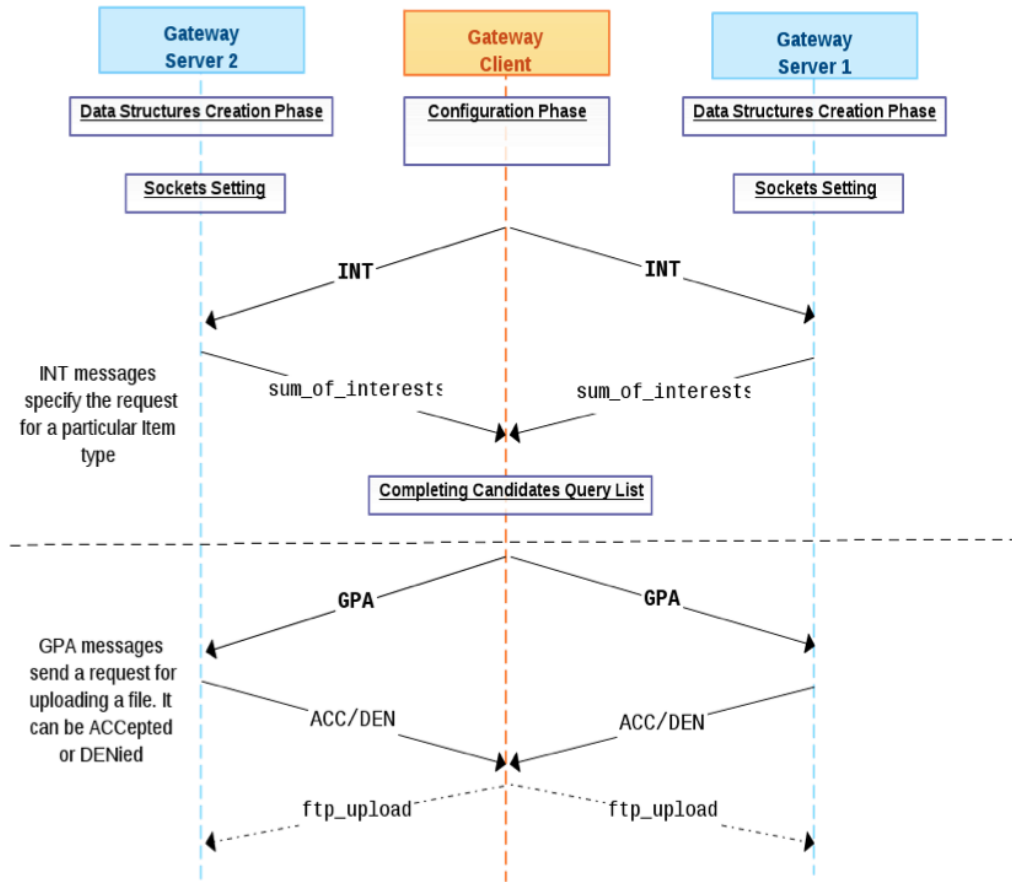 Gateway
Server 2
Gateway
Client
Gateway
Server 1
Data Structures Creation Phase
Configuration Phase
Data Structures Creation Phase
Sockets Setting
Sockets Setting
INT
INT
INT messages
specify the request
for a particular Item
type
sum_of_interests
sum_of_interests
Completing Candidates Query List
GPA
GPA
GPA messages
send a request for
uploading a file. It
can be ACCepted
or DENied
ACC/DEN
ACC/DEN
ftp_upload
ftp_upload